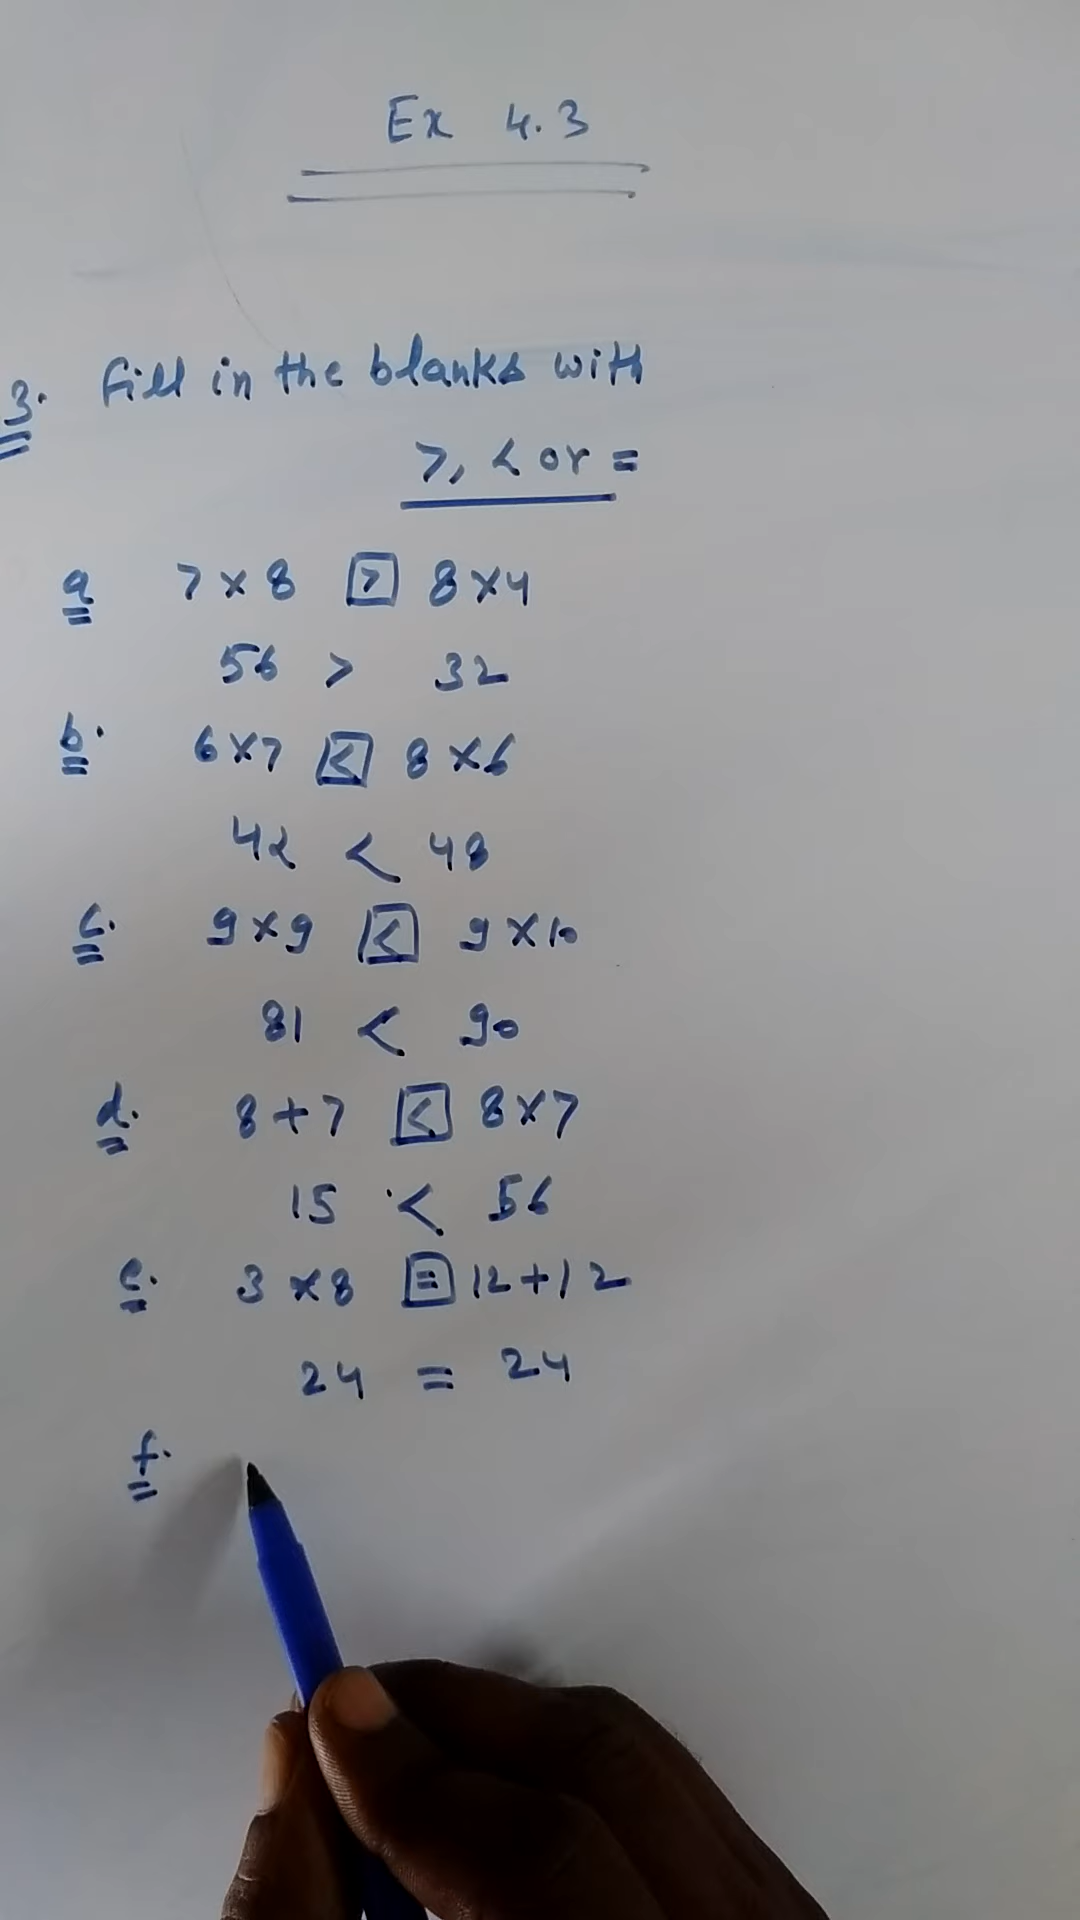 Ex 4.3
3. Fill in the blanks with
>, < or =
a 7 × 8 > 8 × 4
56 > 32
b. 6 × 7 < 8 × 6
42 < 48
c. 9 × 9 < 9 × 10
81 < 90
d. 8 + 7 < 8 × 7
15 < 56
e. 3 × 8 = 12 + 12
24 = 24
f.